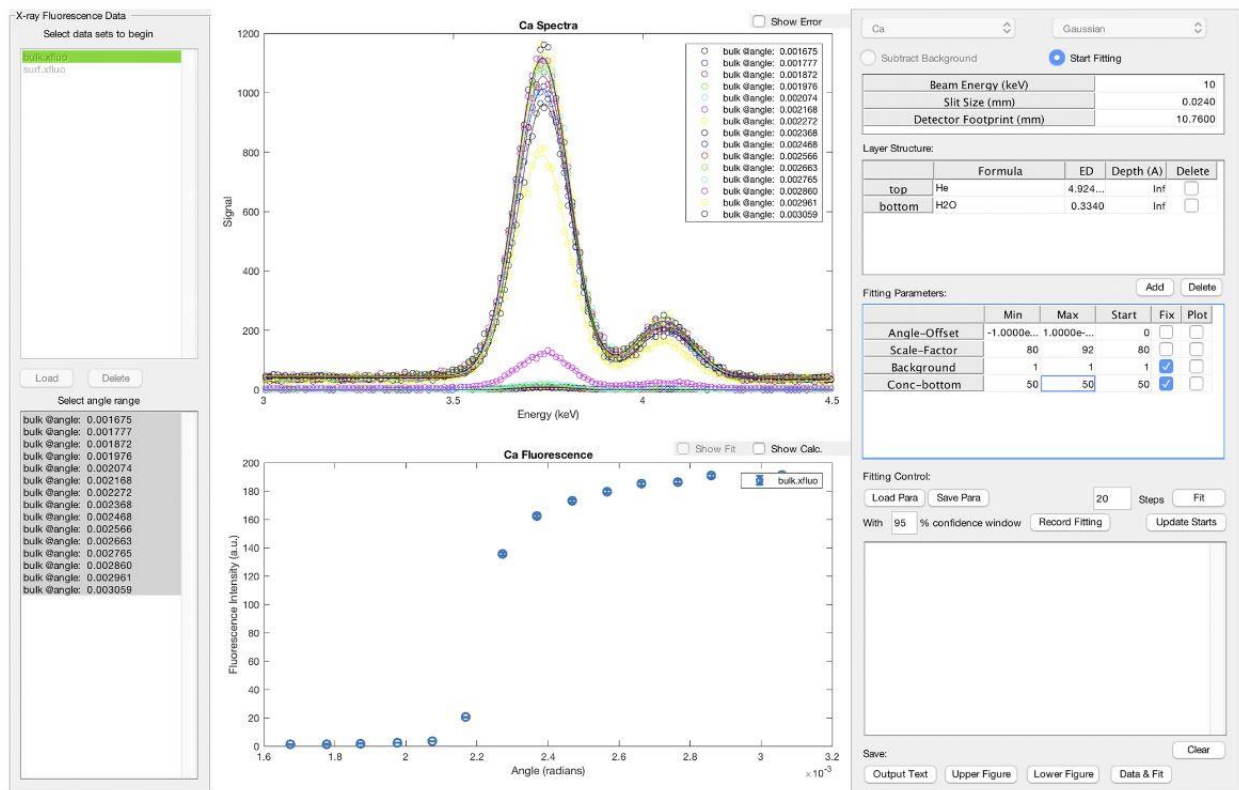 X-ray Fluorescence Data
Select data sets to begin
bulk.xfluo
surf.xfluo
Load Delete
Select angle range
bulk @angle: 0.001675
bulk @angle: 0.001777
bulk @angle: 0.001872
bulk @angle: 0.001976
bulk @angle: 0.002074
bulk @angle: 0.002168
bulk @angle: 0.002272
bulk @angle: 0.002368
bulk @angle: 0.002468
bulk @angle: 0.002566
bulk @angle: 0.002663
bulk @angle: 0.002765
bulk @angle: 0.002860
bulk @angle: 0.002961
bulk @angle: 0.003059
Ca Spectra
Show Error
1200
1000
800
600
400
200
0
Signal
3 3.5 4 4.5
Energy (keV)
bulk @angle: 0.001675
bulk @angle: 0.001777
bulk @angle: 0.001872
bulk @angle: 0.001976
bulk @angle: 0.002074
bulk @angle: 0.002168
bulk @angle: 0.002272
bulk @angle: 0.002368
bulk @angle: 0.002468
bulk @angle: 0.002566
bulk @angle: 0.002663
bulk @angle: 0.002765
bulk @angle: 0.002860
bulk @angle: 0.002961
bulk @angle: 0.003059
Show Fit Show Calc.
Ca Fluorescence
200
180
160
140
120
100
80
60
40
20
0
Fluorescence Intensity (a.u.)
bulk.xfluo
1.6 1.8 2 2.2 2.4 2.6 2.8 3 3.2
Angle (radians)
×10⁻³
Ca Gaussian
Subtract Background Start Fitting
Beam Energy (keV) 10
Slit Size (mm) 0.0240
Detector Footprint (mm) 10.7600
Layer Structure:
Formula ED Depth (A) Delete
top He 4.924... Inf
bottom H2O 0.3340 Inf
Add Delete
Fitting Parameters:
Min Max Start Fix Plot
Angle-Offset -1.0000e... 1.0000e-... 0
Scale-Factor 80 92 80
Background 1 1 1
Conc-bottom 50 50 50
Fitting Control:
Load Para Save Para 20 Steps Fit
With 95 % confidence window Record Fitting Update Starts
Clear
Save:
Output Text Upper Figure Lower Figure Data & Fit